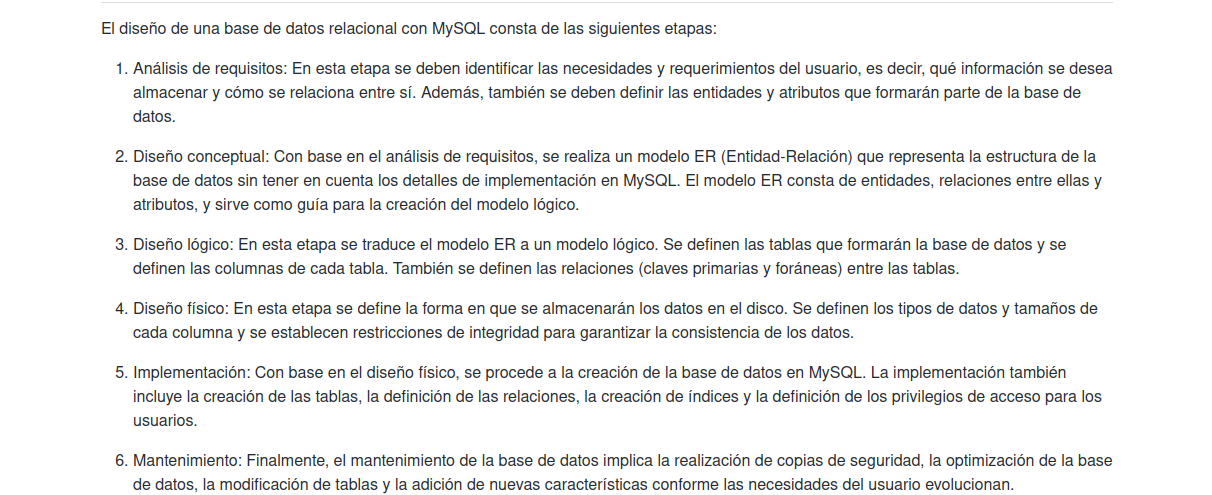 El diseño de una base de datos relacional con MySQL consta de las siguientes etapas:
1. Análisis de requisitos: En esta etapa se deben identificar las necesidades y requerimientos del usuario, es decir, qué información se desea
almacenar y cómo se relaciona entre sí. Además, también se deben definir las entidades y atributos que formarán parte de la base de
datos.
2. Diseño conceptual: Con base en el análisis de requisitos, se realiza un modelo ER (Entidad-Relación) que representa la estructura de la
base de datos sin tener en cuenta los detalles de implementación en MySQL. El modelo ER consta de entidades, relaciones entre ellas y
atributos, y sirve como guía para la creación del modelo lógico.
3. Diseño lógico: En esta etapa se traduce el modelo ER a un modelo lógico. Se definen las tablas que formarán la base de datos y se
definen las columnas de cada tabla. También se definen las relaciones (claves primarias y foráneas) entre las tablas.
4. Diseño físico: En esta etapa se define la forma en que se almacenarán los datos en el disco. Se definen los tipos de datos y tamaños de
cada columna y se establecen restricciones de integridad para garantizar la consistencia de los datos.
5. Implementación: Con base en el diseño físico, se procede a la creación de la base de datos en MySQL. La implementación también
incluye la creación de las tablas, la definición de las relaciones, la creación de índices y la definición de los privilegios de acceso para los
usuarios.
6. Mantenimiento: Finalmente, el mantenimiento de la base de datos implica la realización de copias de seguridad, la optimización de la base
de datos, la modificación de tablas y la adición de nuevas características conforme las necesidades del usuario evolucionan.